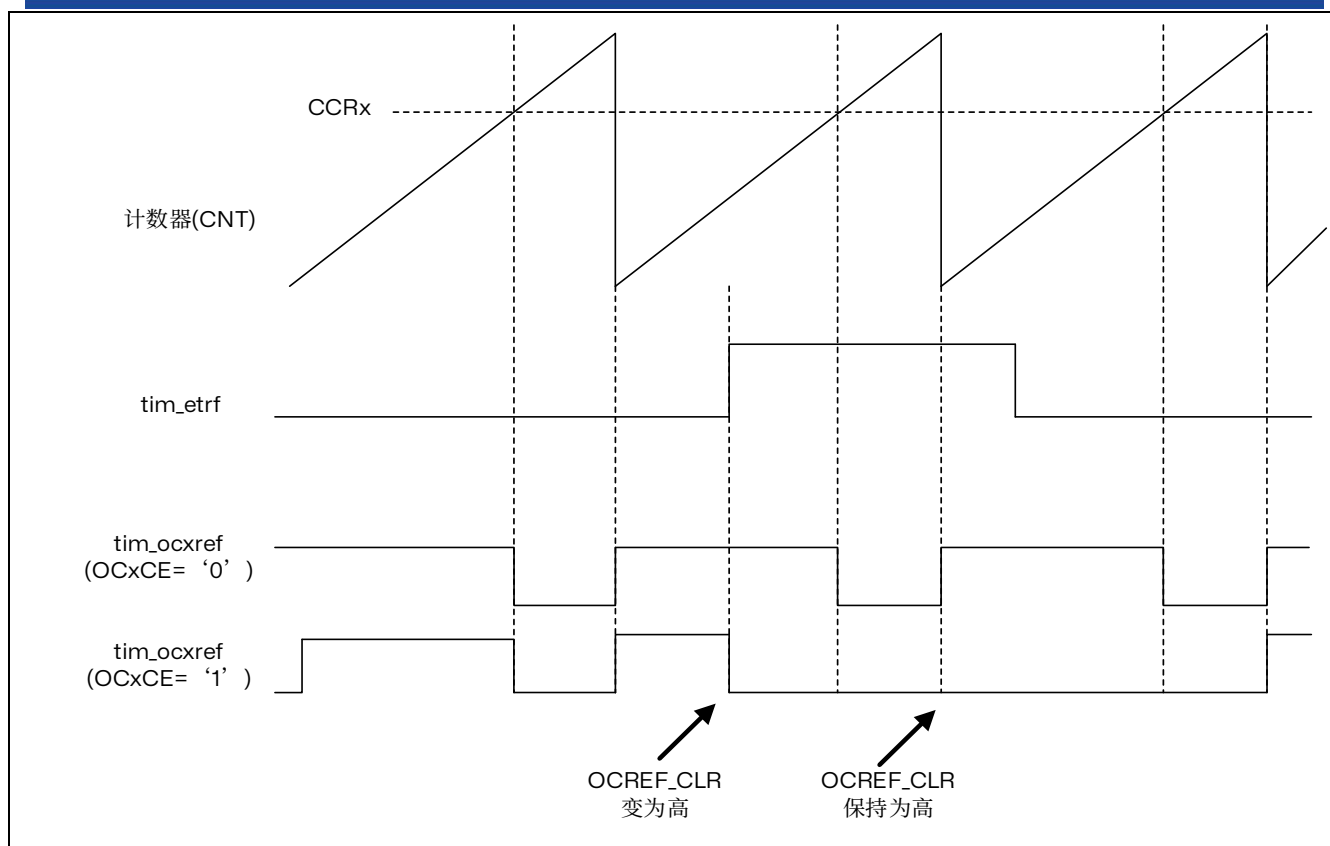 CCRx
计数器(CNT)
tim_etrf
tim_ocxref
(OCxCE=‘0’)
tim_ocxref
(OCxCE=‘1’)
OCREF_CLR
变为高
OCREF_CLR
保持为高